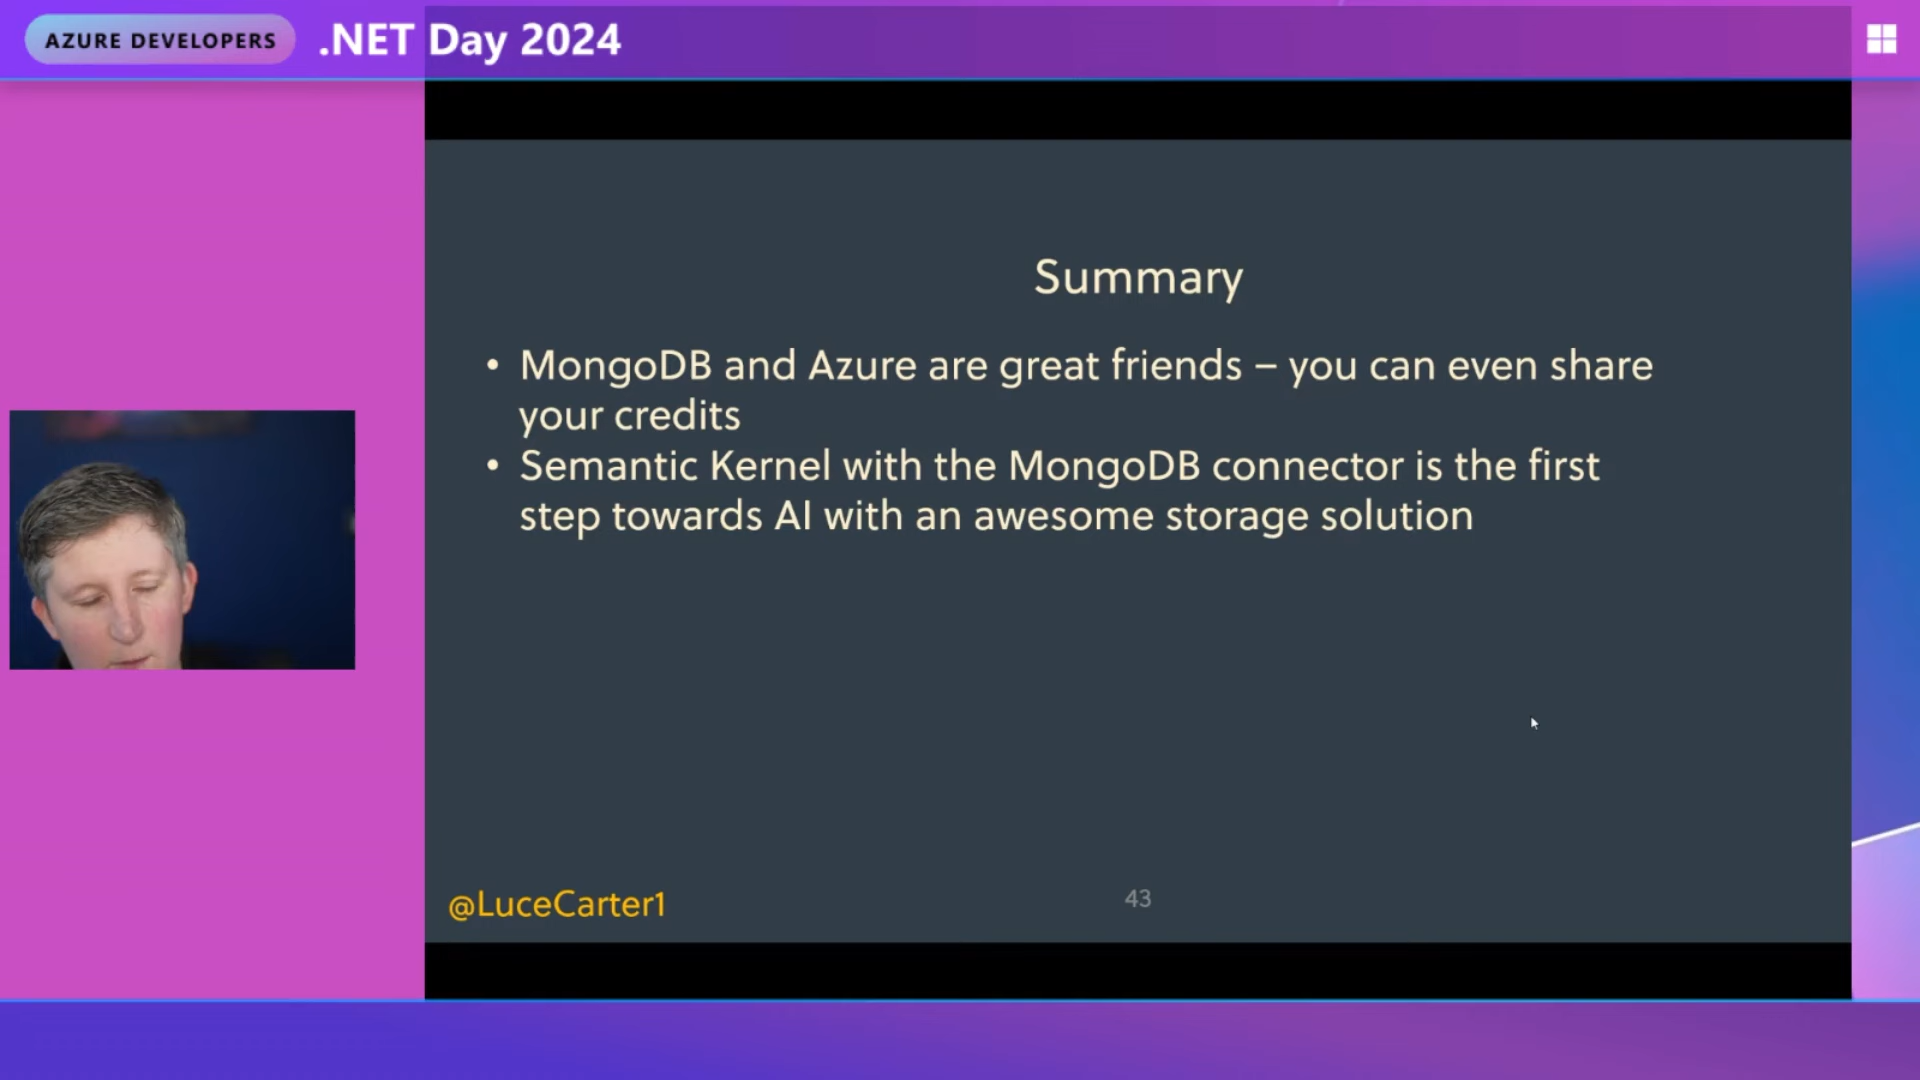 AZURE DEVELOPERS .NET Day 2024
Summary
• MongoDB and Azure are great friends – you can even share
your credits
• Semantic Kernel with the MongoDB connector is the first
step towards AI with an awesome storage solution
@LuceCarter1
43